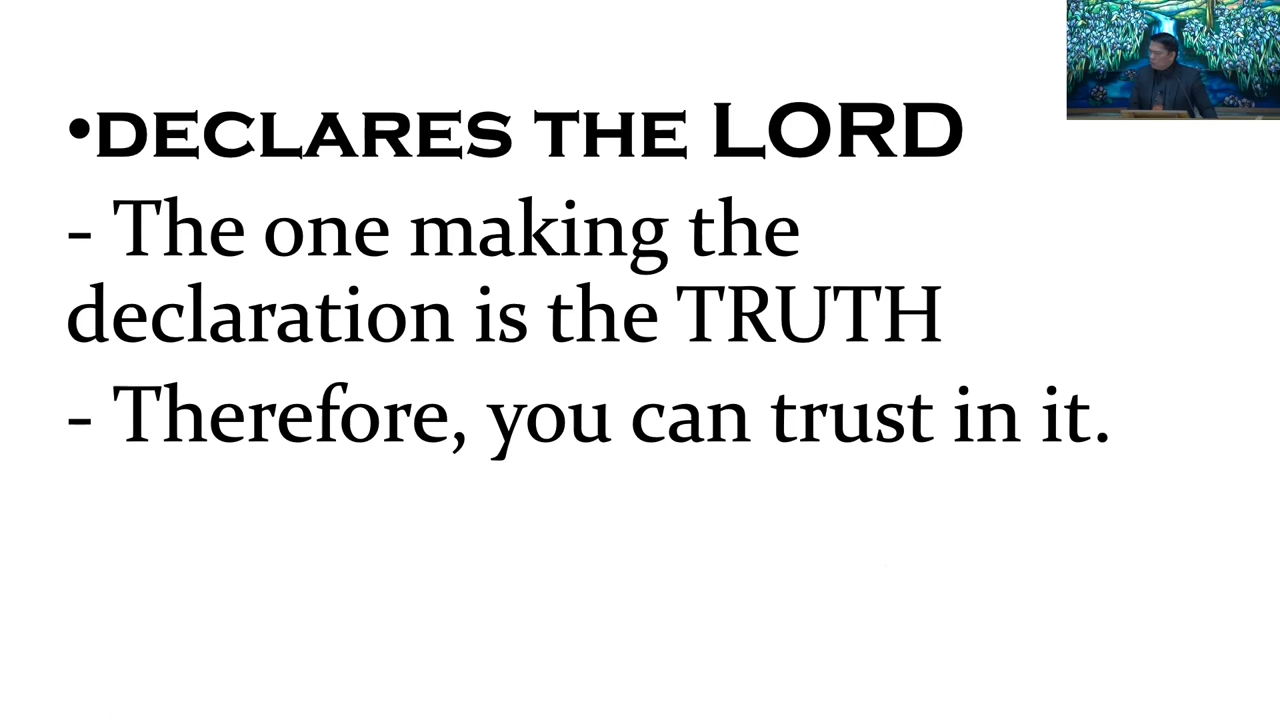 •DECLARES THE LORD
- The one making the
declaration is the TRUTH
- Therefore, you can trust in it.